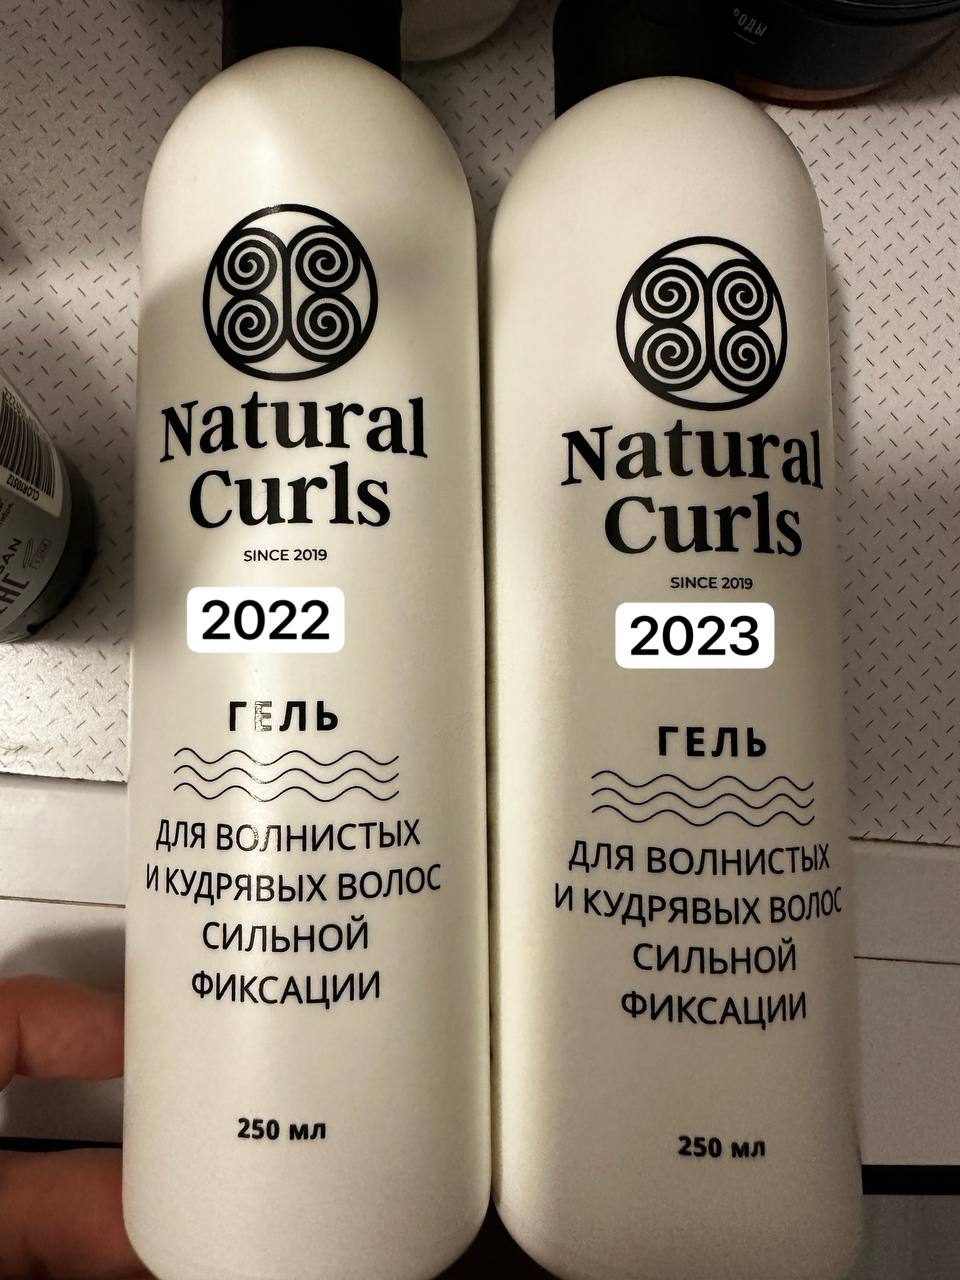 РОДЫ
Natural
Curls
SINCE 2019
2022
ГЕЛЬ
ДЛЯ ВОЛНИСТЫХ
И КУДРЯВЫХ ВОЛОС
СИЛЬНОЙ
ФИКСАЦИИ
250 мл
Natural
Curls
SINCE 2019
2023
ГЕЛЬ
ДЛЯ ВОЛНИСТЫХ
И КУДРЯВЫХ ВОЛОС
СИЛЬНОЙ
ФИКСАЦИИ
250 мл